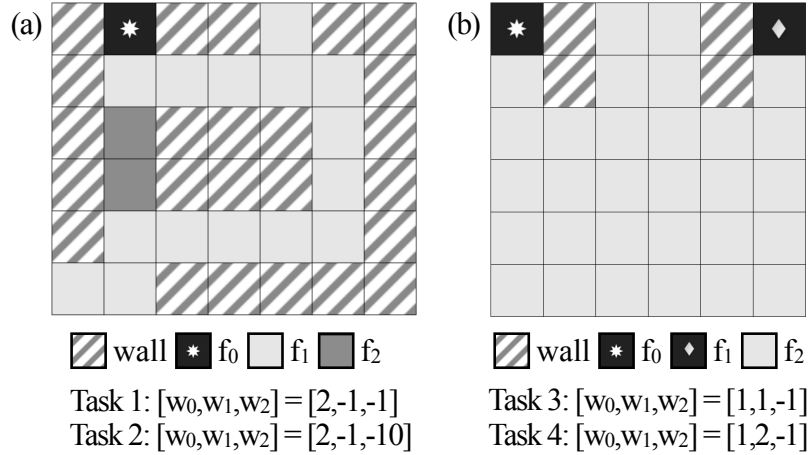 (a)
wall f₀ f₁ f₂
Task 1: [w₀,w₁,w₂] = [2,-1,-1]
Task 2: [w₀,w₁,w₂] = [2,-1,-10]
(b)
wall f₀ f₁ f₂
Task 3: [w₀,w₁,w₂] = [1,1,-1]
Task 4: [w₀,w₁,w₂] = [1,2,-1]